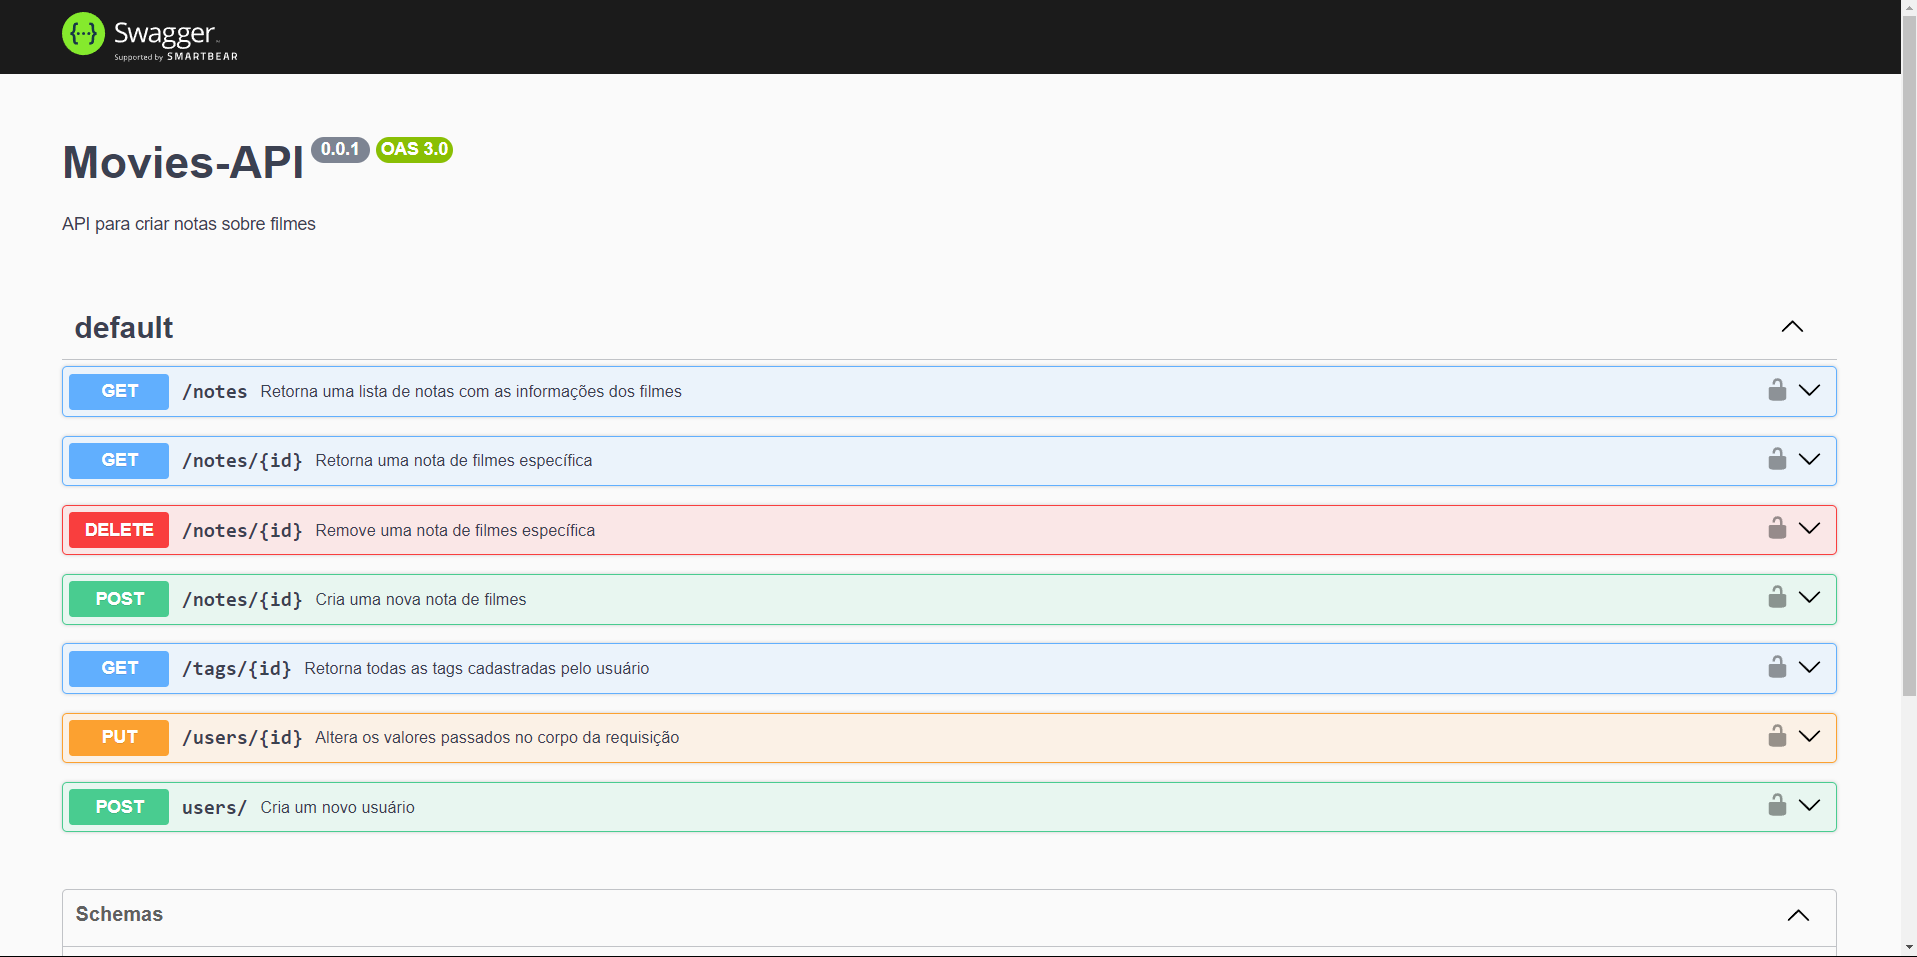 {···} Swagger™
Supported by SMARTBEAR
Movies-API 0.0.1 OAS 3.0
API para criar notas sobre filmes
default
GET /notes Retorna uma lista de notas com as informações dos filmes
GET /notes/{id} Retorna uma nota de filmes específica
DELETE /notes/{id} Remove uma nota de filmes específica
POST /notes/{id} Cria uma nova nota de filmes
GET /tags/{id} Retorna todas as tags cadastradas pelo usuário
PUT /users/{id} Altera os valores passados no corpo da requisição
POST users/ Cria um novo usuário
Schemas